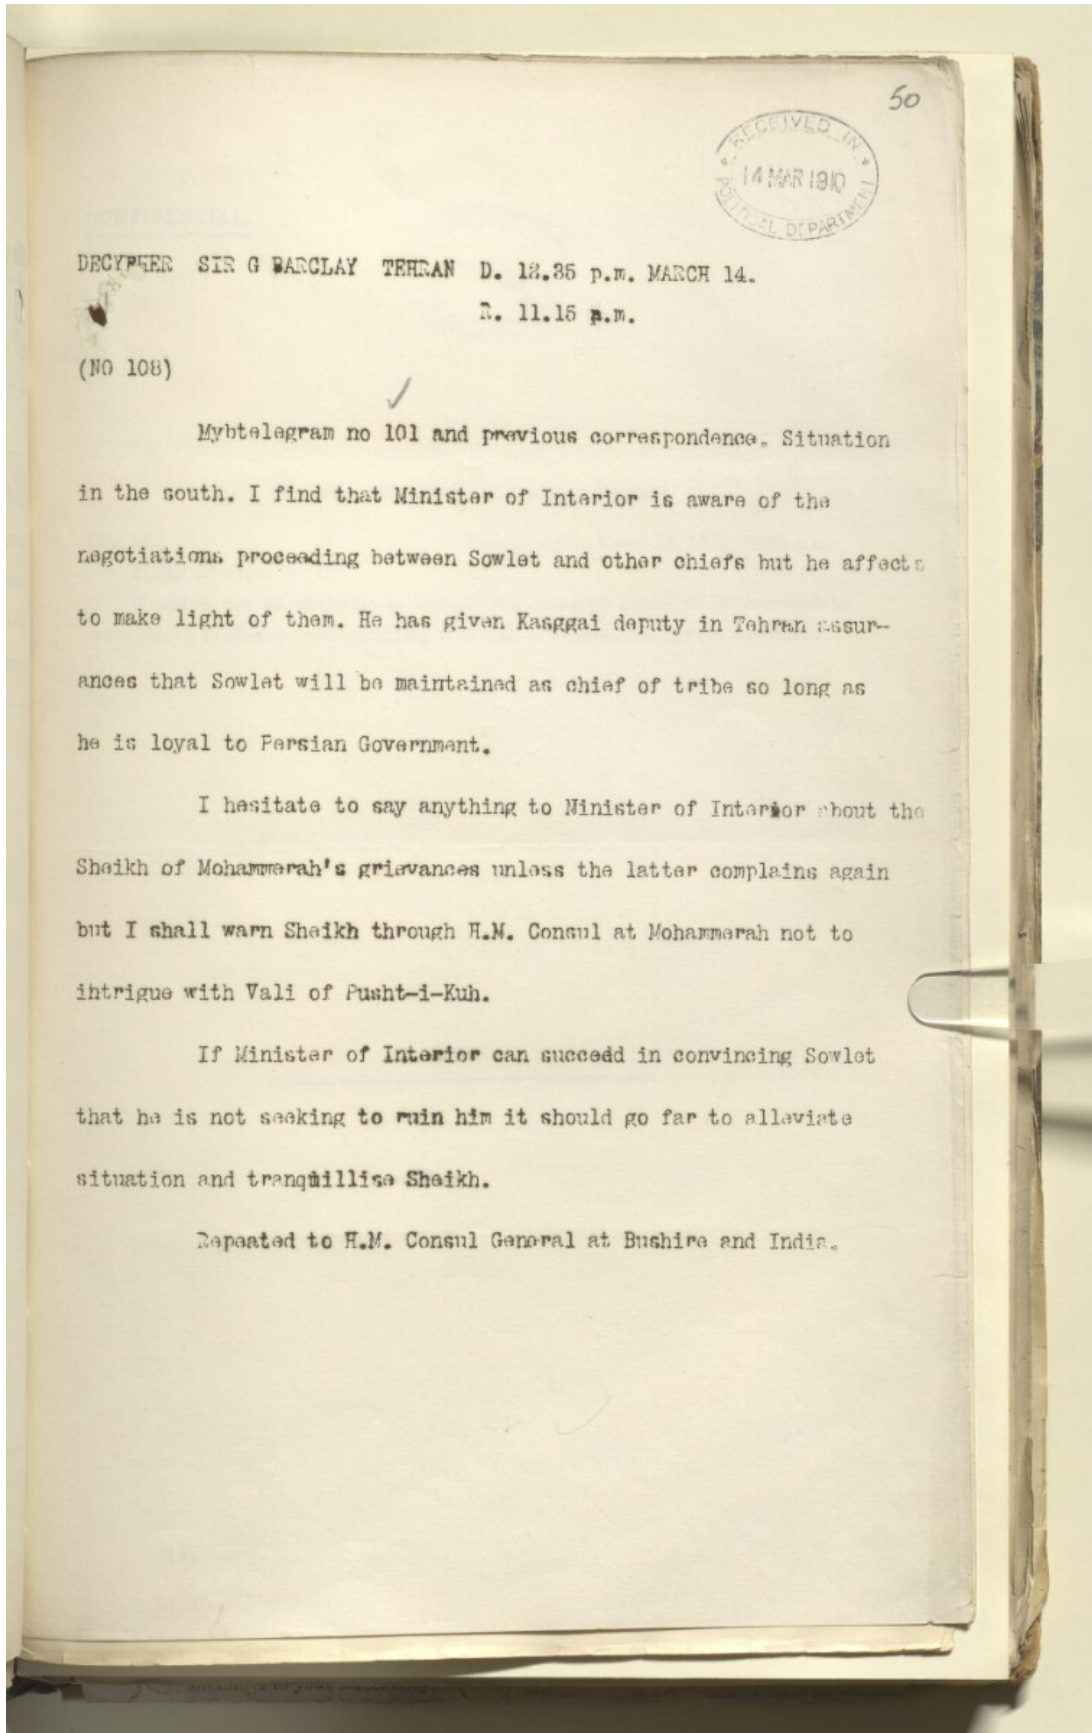 50
RECEIVED IN
14 MAR 1910
POLITICAL DEPARTMENT
DECYPHER SIR G BARCLAY TEHRAN D. 12.35 p.m. MARCH 14.
R. 11.15 a.m.
(NO 108)
Mybtelegram no 101 and previous correspondence. Situation
in the south. I find that Minister of Interior is aware of the
negotiations proceeding between Sowlet and other chiefs but he affects
to make light of them. He has given Kasggai deputy in Tehran assur-
ances that Sowlet will be maintained as chief of tribe so long as
he is loyal to Persian Government.
I hesitate to say anything to Minister of Interior about the
Sheikh of Mohammerah's grievances unless the latter complains again
but I shall warn Sheikh through H.M. Consul at Mohammerah not to
ihtrigue with Vali of Pusht-i-Kuh.
If Minister of Interior can succedd in convincing Sowlet
that he is not seeking to ruin him it should go far to alleviate
situation and tranquillise Sheikh.
Repeated to H.M. Consul General at Bushire and India.